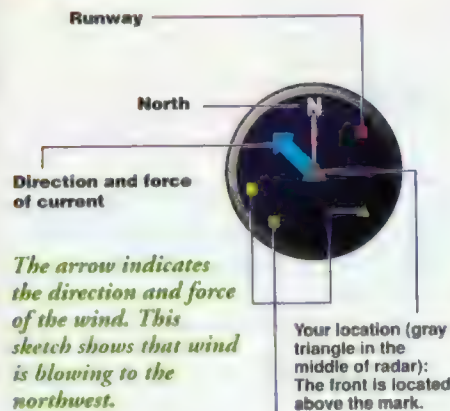 Runway
North
N
Direction and force
of current
The arrow indicates
the direction and force
of the wind. This
sketch shows that wind
is blowing to the
northwest.
Your location (gray
triangle in the
middle of radar):
The front is located
above the mark.